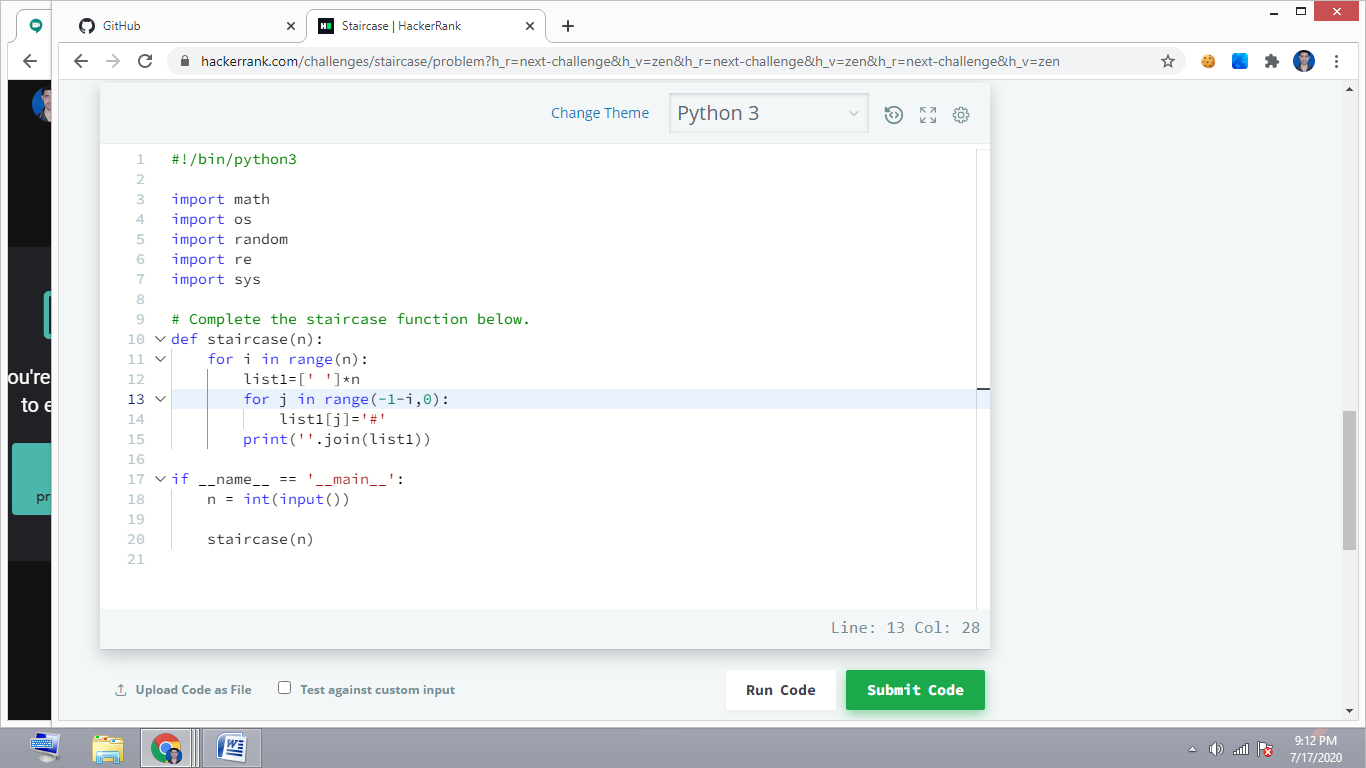 GitHub
Staircase | HackerRank
hackerrank.com/challenges/staircase/problem?h_r=next-challenge&h_v=zen&h_r=next-challenge&h_v=zen&h_r=next-challenge&h_v=zen
Change Theme
Python 3
1 #!/bin/python3
2
3 import math
4 import os
5 import random
6 import re
7 import sys
8
9 # Complete the staircase function below.
10 def staircase(n):
11 for i in range(n):
12 list1=[' ']*n
13 for j in range(-1-i,0):
14 list1[j]='#'
15 print(''.join(list1))
16
17 if __name__ == '__main__':
18 n = int(input())
19
20 staircase(n)
21
ou're
to e
pr
Line: 13 Col: 28
Upload Code as File
Test against custom input
Run Code
Submit Code
9:12 PM
7/17/2020